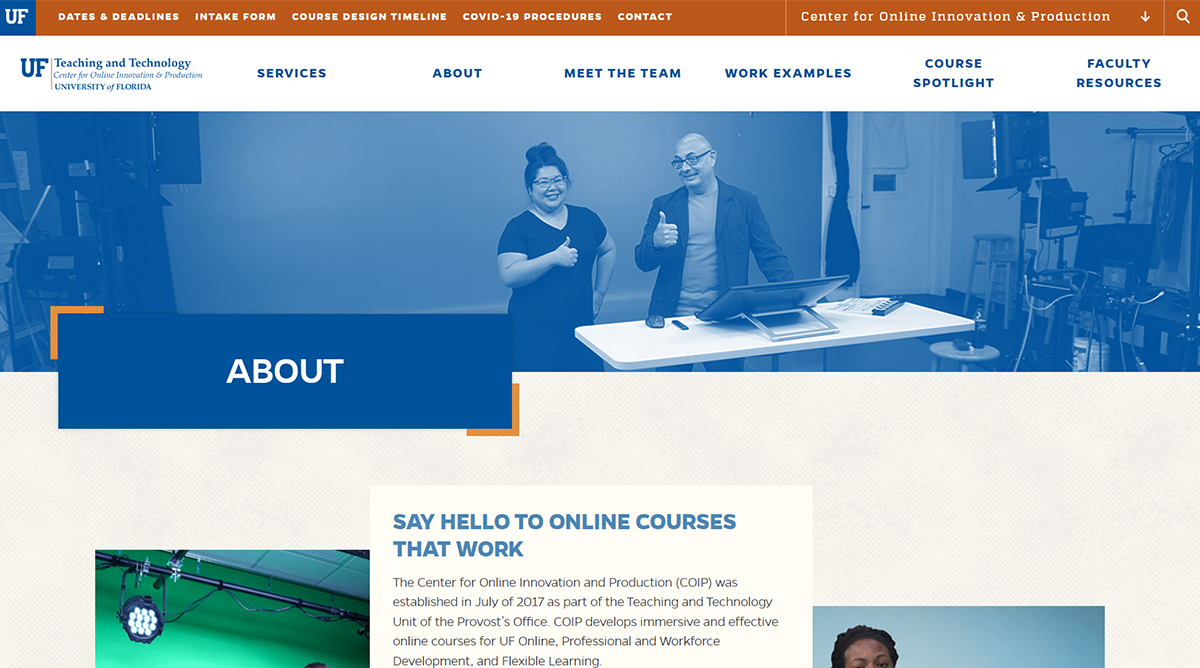 UF
DATES & DEADLINES
INTAKE FORM
COURSE DESIGN TIMELINE
COVID-19 PROCEDURES
CONTACT
Center for Online Innovation & Production
UF
Teaching and Technology
Center for Online Innovation & Production
UNIVERSITY of FLORIDA
SERVICES
ABOUT
MEET THE TEAM
WORK EXAMPLES
COURSE
SPOTLIGHT
FACULTY
RESOURCES
ABOUT
SAY HELLO TO ONLINE COURSES
THAT WORK
The Center for Online Innovation and Production (COIP) was
established in July of 2017 as part of the Teaching and Technology
Unit of the Provost's Office. COIP develops immersive and effective
online courses for UF Online, Professional and Workforce
Development, and Flexible Learning.